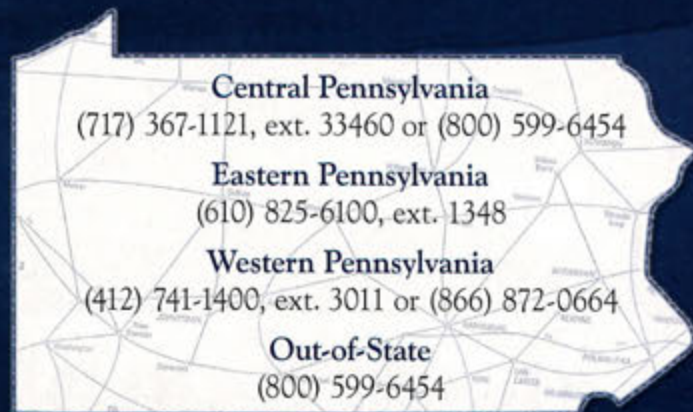 Central Pennsylvania
(717) 367-1121, ext. 33460 or (800) 599-6454
Eastern Pennsylvania
(610) 825-6100, ext. 1348
Western Pennsylvania
(412) 741-1400, ext. 3011 or (866) 872-0664
Out-of-State
(800) 599-6454